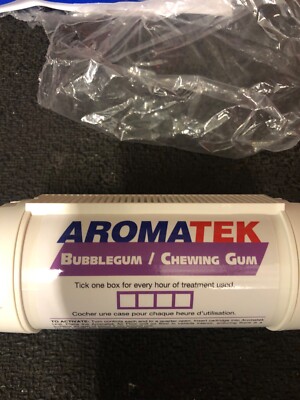 AROMATEK
BUBBLEGUM / CHEWING GUM
Tick one box for every hour of treatment used.
Cocher une case pour chaque heure d'utilisation.
TO ACTIVATE: